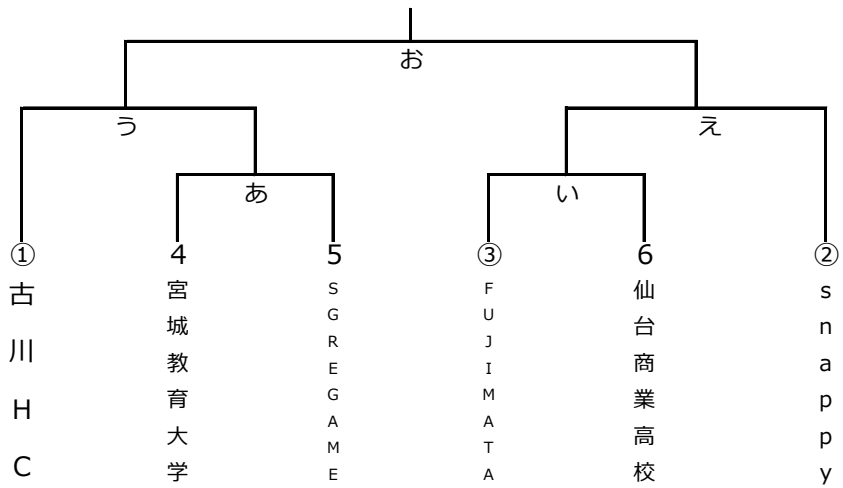 お
う
え
あ
い
①
4
5
③
6
②
古川HC
宮城教育大学
SGREGAME
FUJIMATA
仙台商業高校
snappy